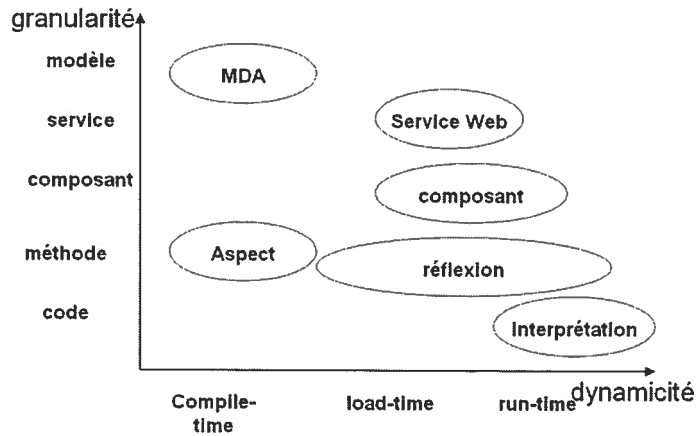 granularité
modèle
MDA
service
Service Web
composant
composant
méthode
Aspect
réflexion
code
Interprétation
dynamicité
Compile-
time
load-time
run-time